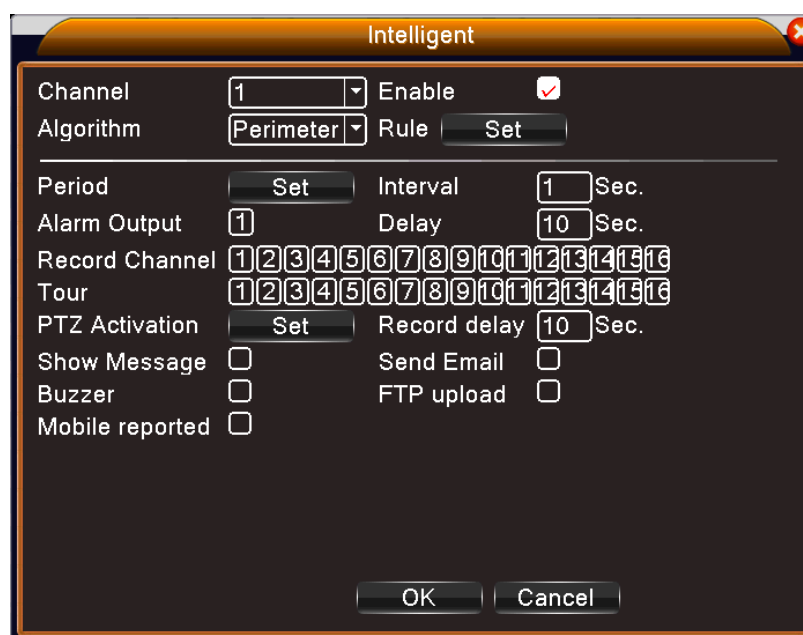 Intelligent
Channel 1 Enable
Algorithm Perimeter Rule Set
Period Set Interval 1 Sec.
Alarm Output 1 Delay 10 Sec.
Record Channel 1 2 3 4 5 6 7 8 9 10 11 12 13 14 15 16
Tour 1 2 3 4 5 6 7 8 9 10 11 12 13 14 15 16
PTZ Activation Set Record delay 10 Sec.
Show Message Send Email
Buzzer FTP upload
Mobile reported
OK Cancel